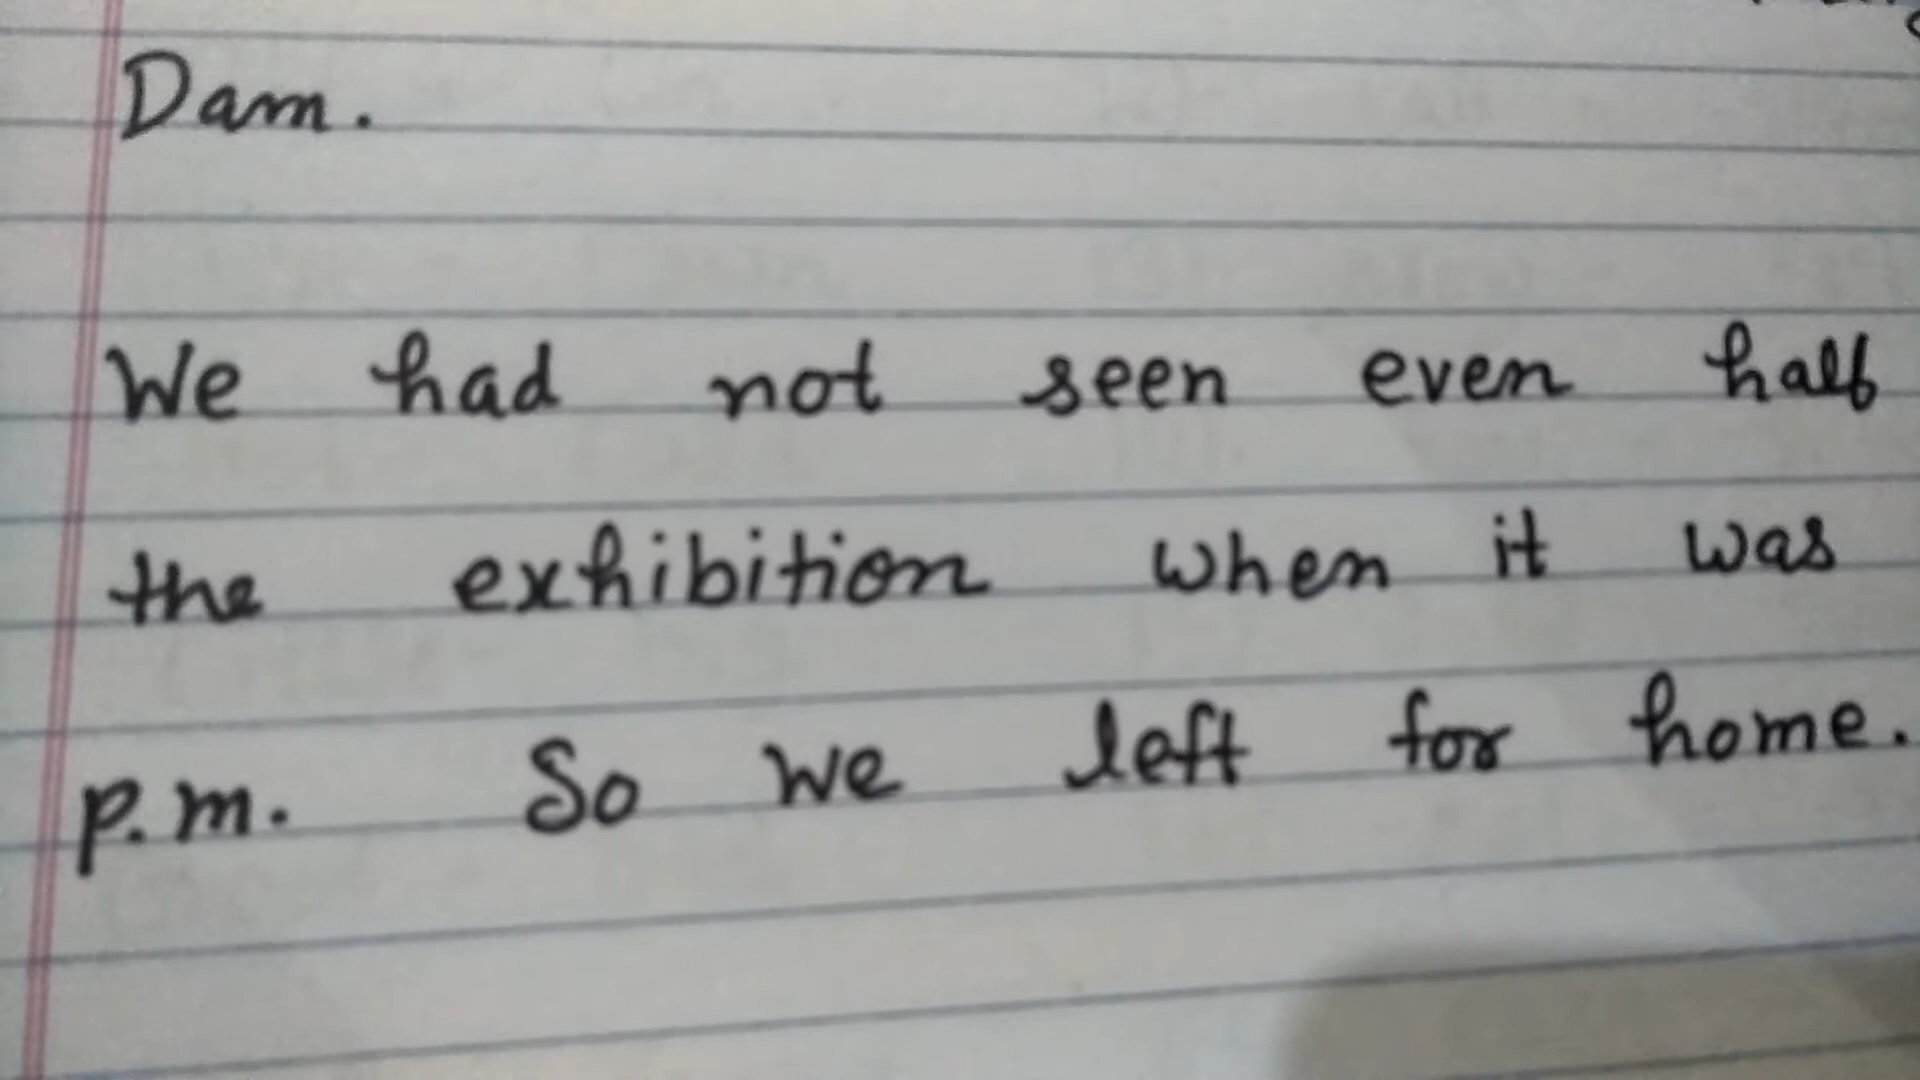 Dam.
We had not seen even half
the exhibition when it was
p.m. So we left for home.